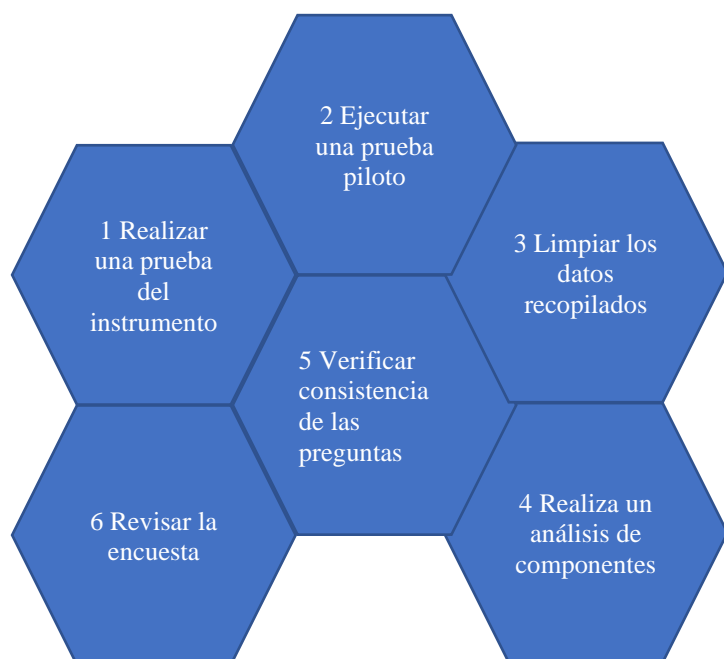 1 Realizar
una prueba
del
instrumento
2 Ejecutar
una prueba
piloto
3 Limpiar los
datos
recopilados
4 Realiza un
análisis de
componentes
5 Verificar
consistencia
de las
preguntas
6 Revisar la
encuesta